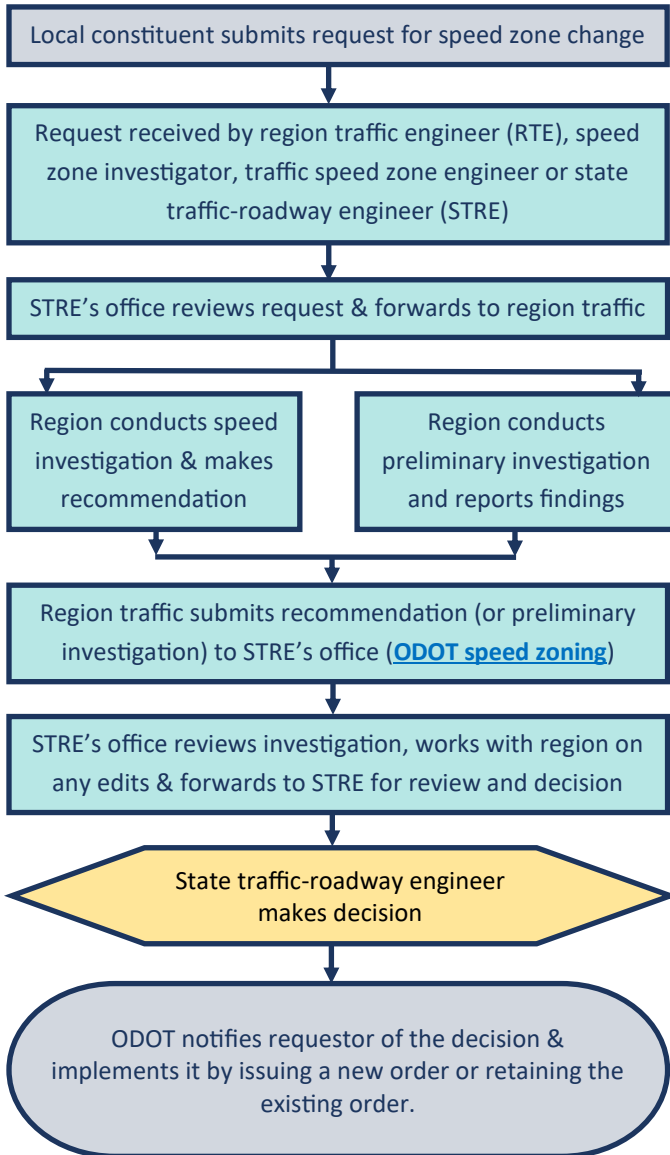 Local constituent submits request for speed zone change
Request received by region traffic engineer (RTE), speed
zone investigator, traffic speed zone engineer or state
traffic-roadway engineer (STRE)
STRE's office reviews request & forwards to region traffic
Region conducts speed
investigation & makes
recommendation
Region conducts
preliminary investigation
and reports findings
Region traffic submits recommendation (or preliminary
investigation) to STRE's office (ODOT speed zoning)
STRE's office reviews investigation, works with region on
any edits & forwards to STRE for review and decision
State traffic-roadway engineer
makes decision
ODOT notifies requestor of the decision &
implements it by issuing a new order or retaining the
existing order.